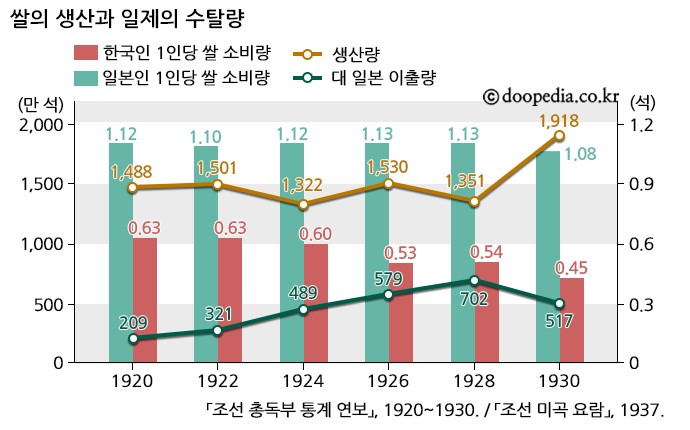 쌀의 생산과 일제의 수탈량
한국인 1인당 쌀 소비량 생산량
일본인 1인당 쌀 소비량 대 일본 이출량
(만 석) ⓒdoopedia.co.kr (석)
2,000 1.12 1.10 1.12 1.13 1.13 1,918 1.2
1.08
1,488 1,501 1,322 1,530 1,351
1,500 0.9
0.63 0.63 0.60 0.53 0.54 0.45
1,000 0.6
209 321 489 579 702 517
500 0.3
0 0
1920 1922 1924 1926 1928 1930
「조선 총독부 통계 연보」, 1920~1930. /「조선 미곡 요람」, 1937.